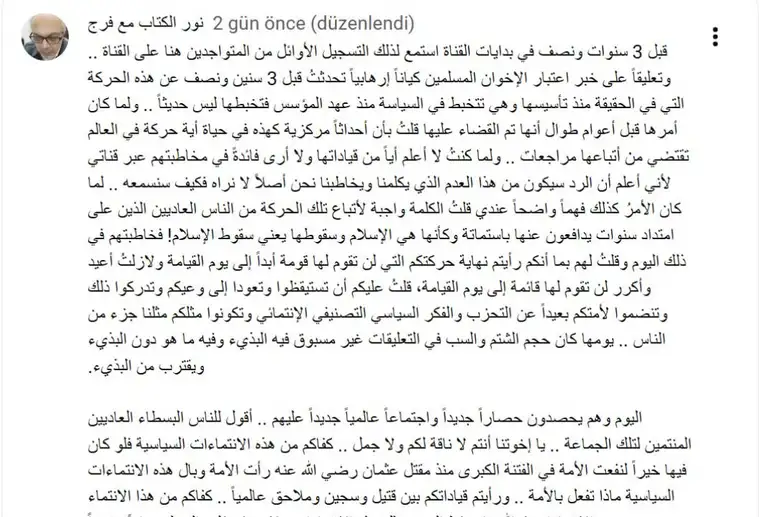 نور الكتاب مع فرج 2 gün önce (düzenlendi)
قبل 3 سنوات ونصف في بدايات القناة استمع لذلك التسجيل الأوائل من المتواجدين هنا على القناة ..
وتعليقاً على خبر اعتبار الإخوان المسلمين كياناً إرهابياً تحدثتُ قبل 3 سنين ونصف عن هذه الحركة
التي في الحقيقة منذ تأسيسها وهي تتخبط في السياسة منذ عهد المؤسس فتخبطها ليس حديثاً .. ولما كان
أمرها قبل أعوام طوال أنها تم القضاء عليها قلتُ بأن أحداثاً مركزية كهذه في حياة أية حركة في العالم
تقتضي من أتباعها مراجعات .. ولما كنتُ لا أعلم أياً من قياداتها ولا أرى فائدةً في مخاطبتهم عبر قناتي
لأني أعلم أن الرد سيكون من هذا العدم الذي يكلمنا ويخاطبنا نحن أصلاً لا نراه فكيف سنسمعه .. لما
كان الأمرُ كذلك فهماً واضحاً عندي قلتُ الكلمة واجبة لأتباع تلك الحركة من الناس العاديين الذين على
امتداد سنوات يدافعون عنها باستماتة وكأنها هي الإسلام وسقوطها يعني سقوط الإسلام! فخاطبتهم في
ذلك اليوم وقلتُ لهم بما أنكم رأيتم نهاية حركتكم التي لن تقوم لها قومة أبداً إلى يوم القيامة ولازلتُ أعيد
وأكرر لن تقوم لها قائمة إلى يوم القيامة، قلتُ عليكم أن تستيقظوا وتعودا إلى وعيكم وتدركوا ذلك
وتنضموا لأمتكم بعيداً عن التحزب والفكر السياسي التصنيفي الإنتمائي وتكونوا مثلكم مثلنا جزء من
الناس .. يومها كان حجم الشتم والسب في التعليقات غير مسبوق فيه البذيء وفيه ما هو دون البذيء
ويقترب من البذيء.
اليوم وهم يحصدون حصاراً جديداً واجتماعاً عالمياً جديداً عليهم .. أقول للناس البسطاء العاديين
المنتمين لتلك الجماعة .. يا إخوتنا أنتم لا ناقة لكم ولا جمل .. كفاكم من هذه الانتماءات السياسية فلو كان
فيها خيراً لنفعت الأمة في الفتنة الكبرى منذ مقتل عثمان رضي الله عنه رأت الأمة وبال هذه الانتماءات
السياسية ماذا تفعل بالأمة .. ورأيتم قياداتكم بين قتيل وسجين وملاحق عالمياً .. كفاكم من هذا الانتماء